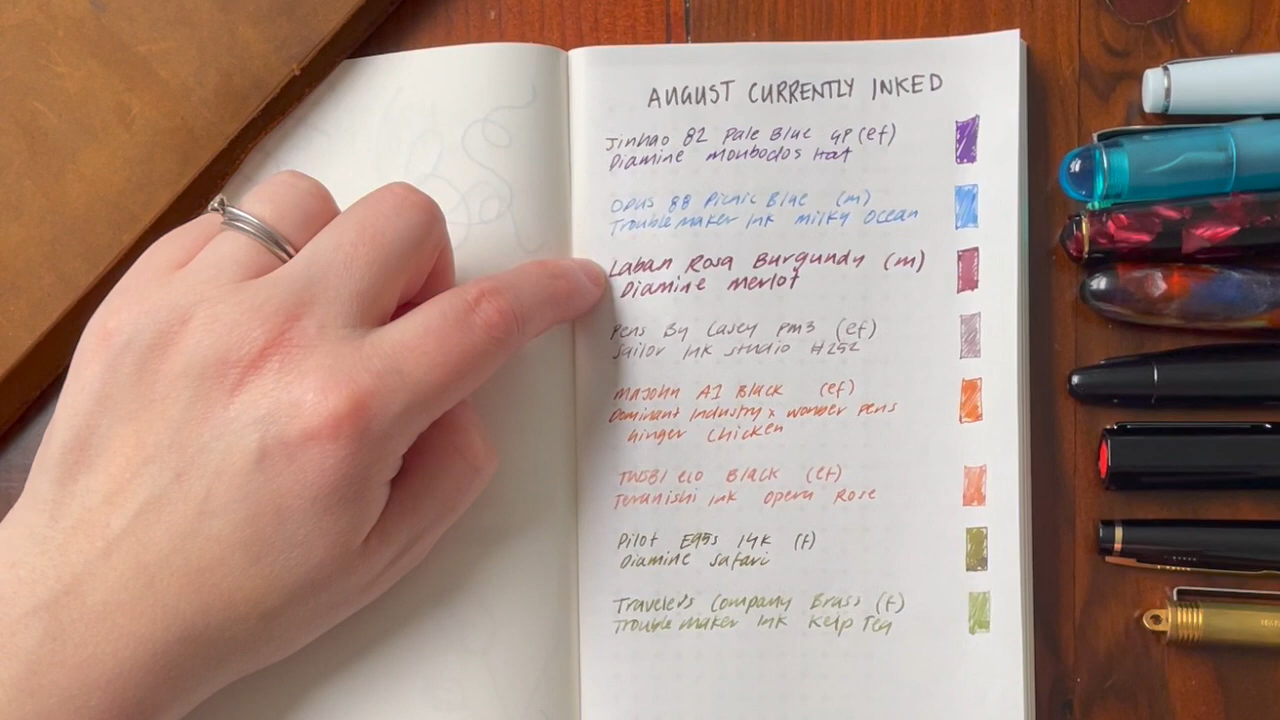 AUGUST CURRENTLY INKED
Jinhao 82 Pale Blue GP (ef)
Diamine Monboddos Hat
Opus 88 Picnic Blue (m)
Troublemaker Ink Milky Ocean
Laban Rosa Burgundy (m)
Diamine Merlot
Pens By Casey PM3 (ef)
Sailor Ink Studio #252
Majohn A1 Black (ef)
Dominant Industry x Wonder Pens
Ginger Chicken
TWSBI eco Black (ef)
Teranishi Ink Opera Rose
Pilot E95s 14k (f)
Diamine Safari
Travelers Company Brass (f)
Troublemaker Ink Kelp Tea